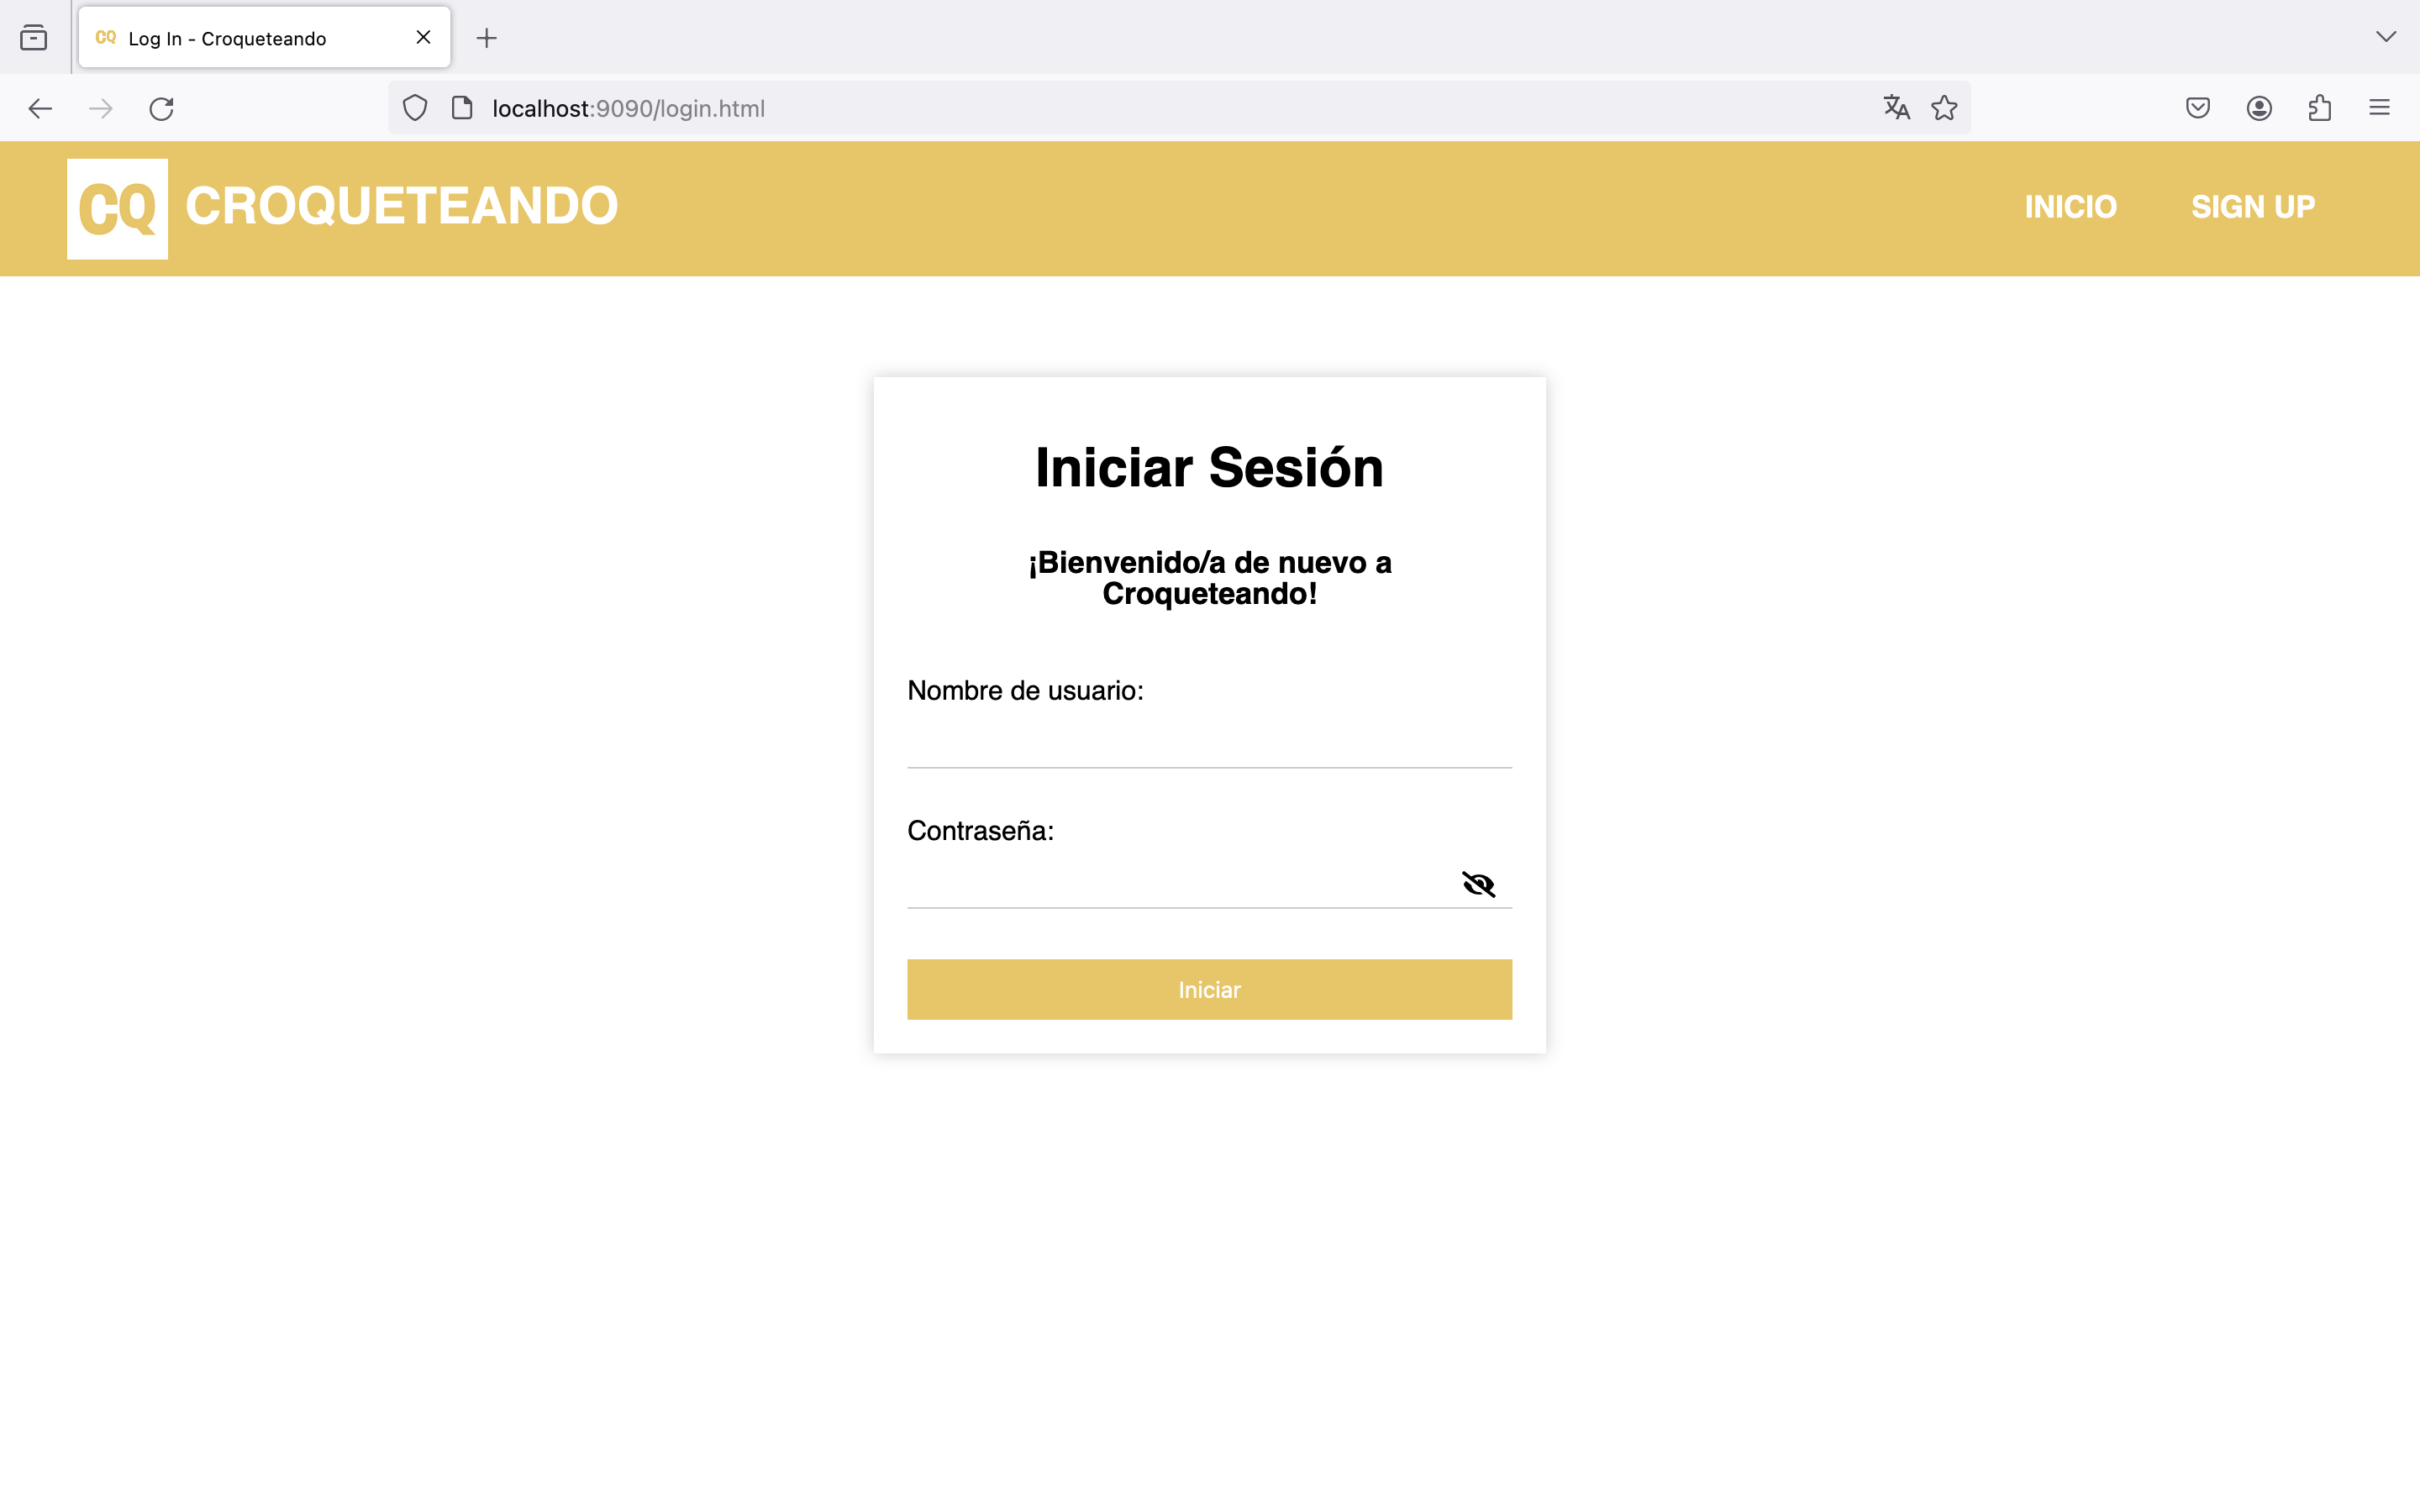 CQ Log In - Croqueteando
localhost:9090/login.html
CQ CROQUETEANDO
INICIO
SIGN UP
Iniciar Sesión
¡Bienvenido/a de nuevo a
Croqueteando!
Nombre de usuario:
Contraseña:
Iniciar